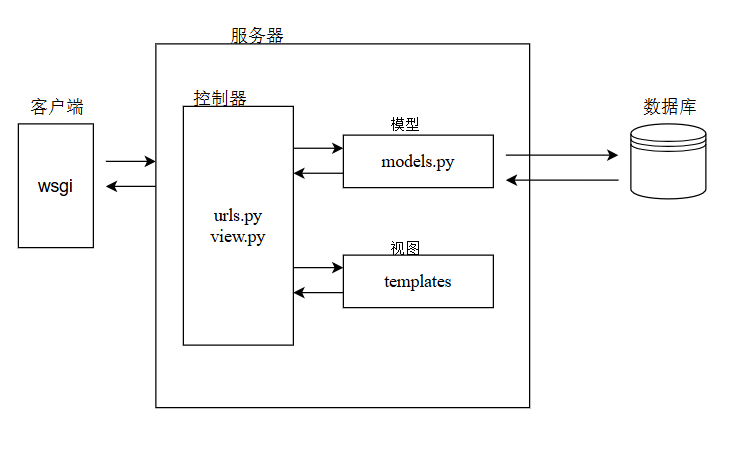 服务器
客户端
wsgi
控制器
urls.py
view.py
模型
models.py
视图
templates
数据库